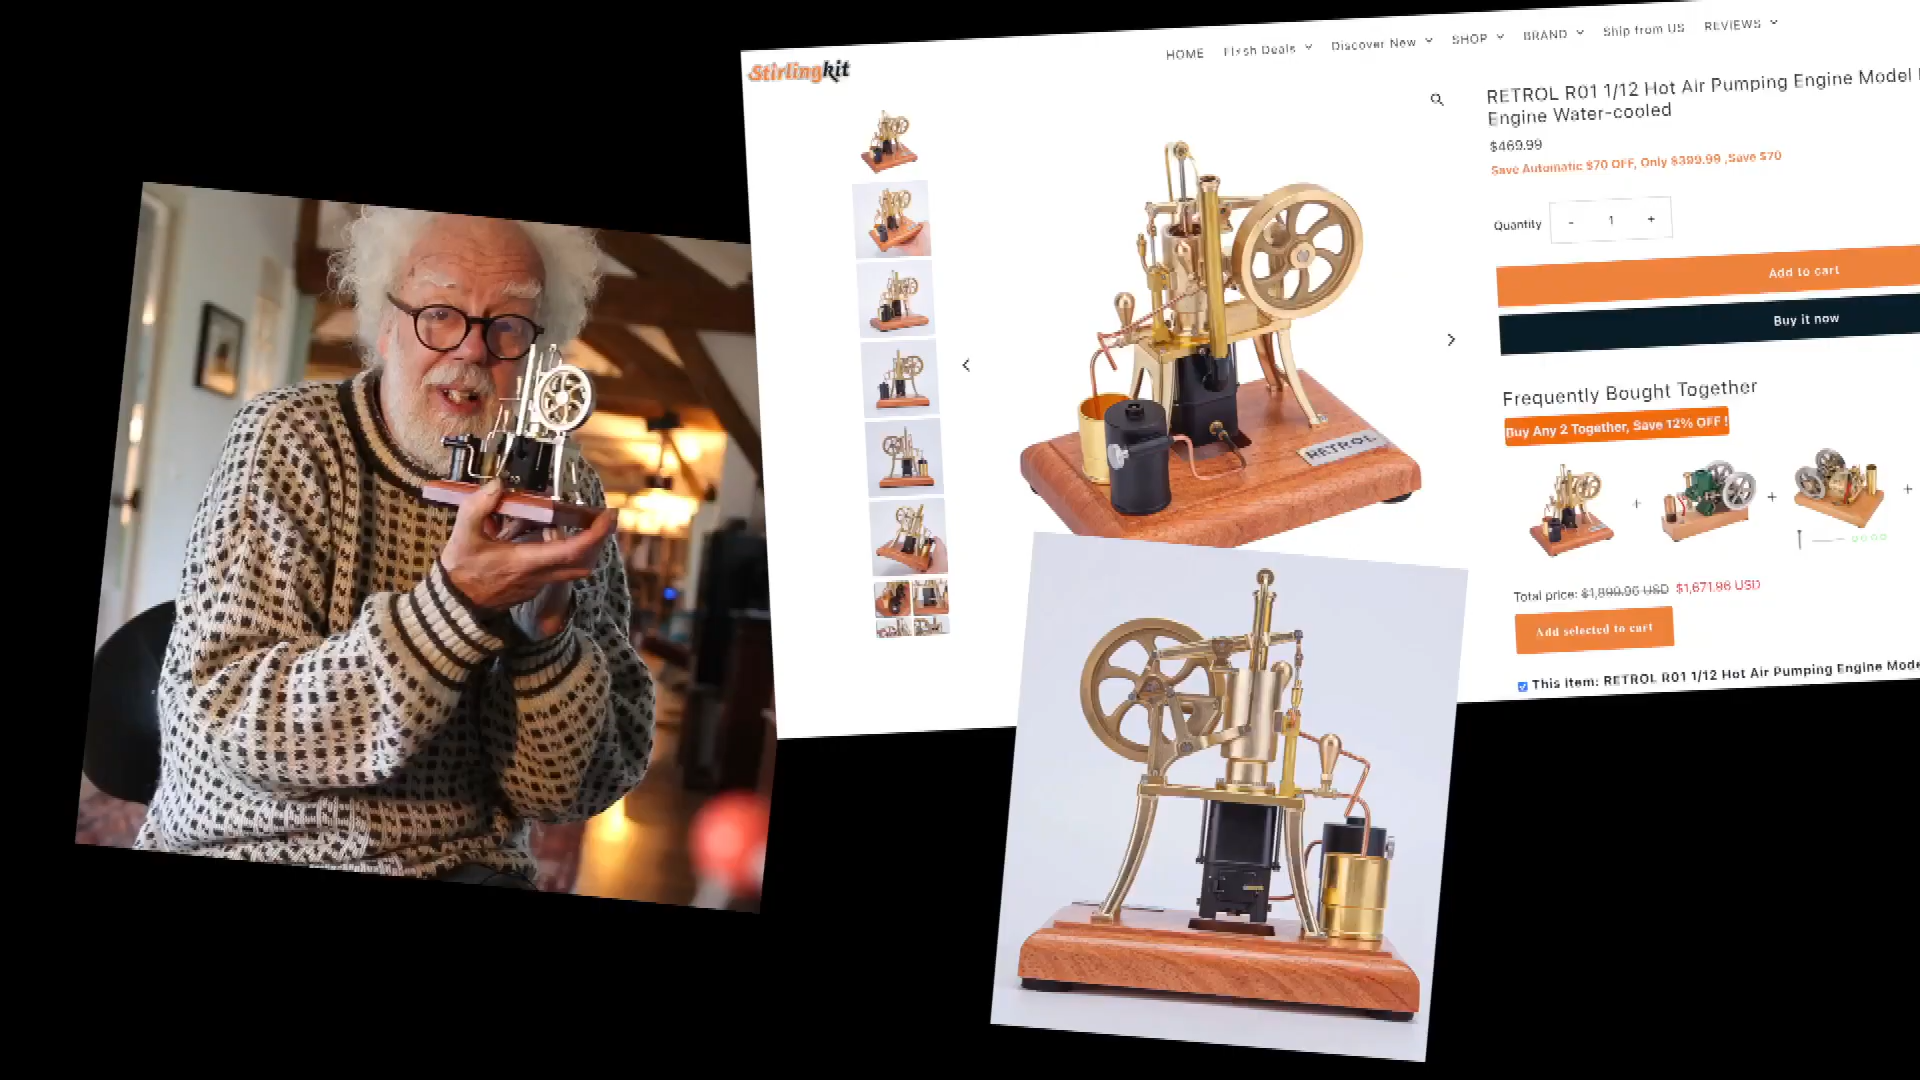 Stirlingkit
HOME Flash Deals Discover New SHOP BRAND Ship from US REVIEWS
RETROL R01 1/12 Hot Air Pumping Engine Model
Engine Water-cooled
$469.99
Save Automatic $70 OFF, Only $399.99 ,Save $70
Quantity - 1 +
Add to cart
Buy it now
Frequently Bought Together
Buy Any 2 Together, Save 12% OFF !
+ + +
Total price: $1,899.96 USD $1,671.96 USD
Add selected to cart
This item: RETROL R01 1/12 Hot Air Pumping Engine Mode
RETROL